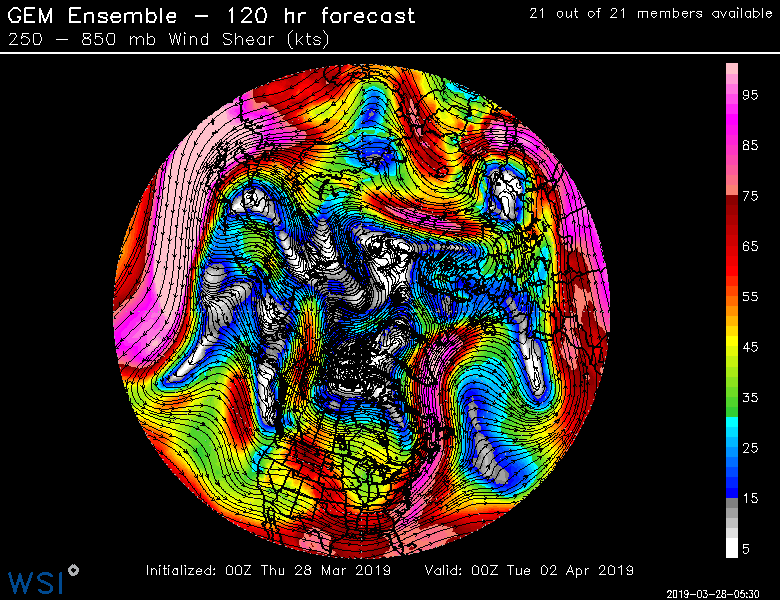 GEM Ensemble – 120 hr forecast
21 out of 21 members available
250 – 850 mb Wind Shear (kts)
95
85
75
65
55
45
35
25
15
5
Initialized: 00Z Thu 28 Mar 2019
Valid: 00Z Tue 02 Apr 2019
WSI
2019-03-28-05:30